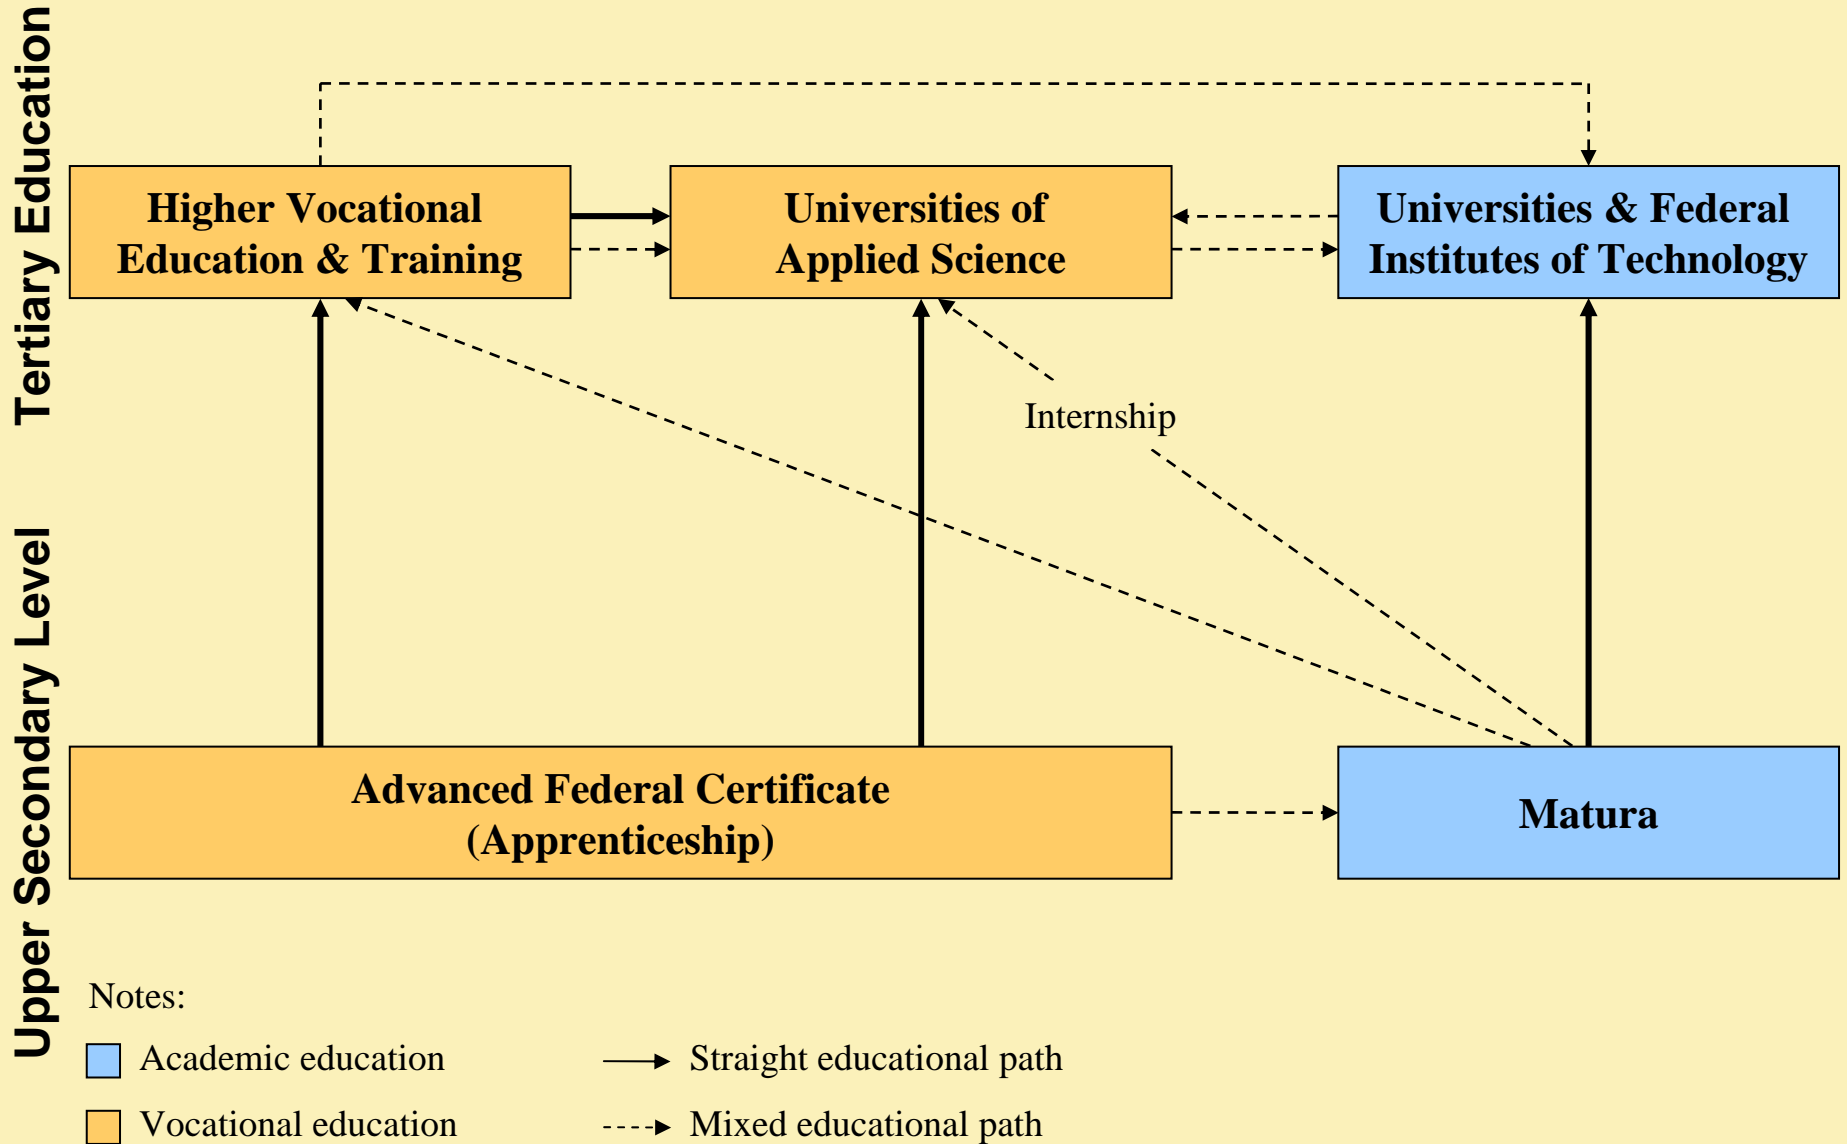 Tertiary Education
Higher Vocational
Education & Training
Universities of
Applied Science
Universities & Federal
Institutes of Technology
Internship
Upper Secondary Level
Advanced Federal Certificate
(Apprenticeship)
Matura
Notes:
Academic education
Straight educational path
Vocational education
Mixed educational path